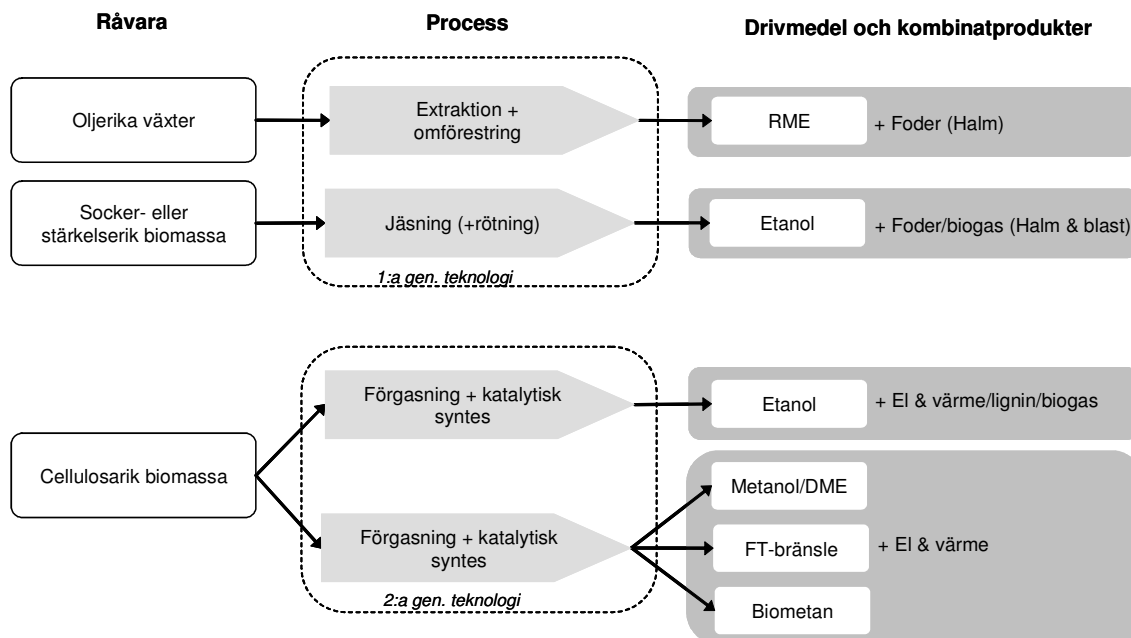 Råvara
Process
Drivmedel och kombinatprodukter
Oljerika växter
Extraktion +
omförestring
RME
+ Foder (Halm)
Socker- eller
stärkelserik biomassa
Jäsning (+rötning)
Etanol
+ Foder/biogas (Halm & blast)
1:a gen. teknologi
Cellulosarik biomassa
Förgasning + katalytisk
syntes
Etanol
+ El & värme/lignin/biogas
Förgasning + katalytisk
syntes
Metanol/DME
FT-bränsle
Biometan
+ El & värme
2:a gen. teknologi